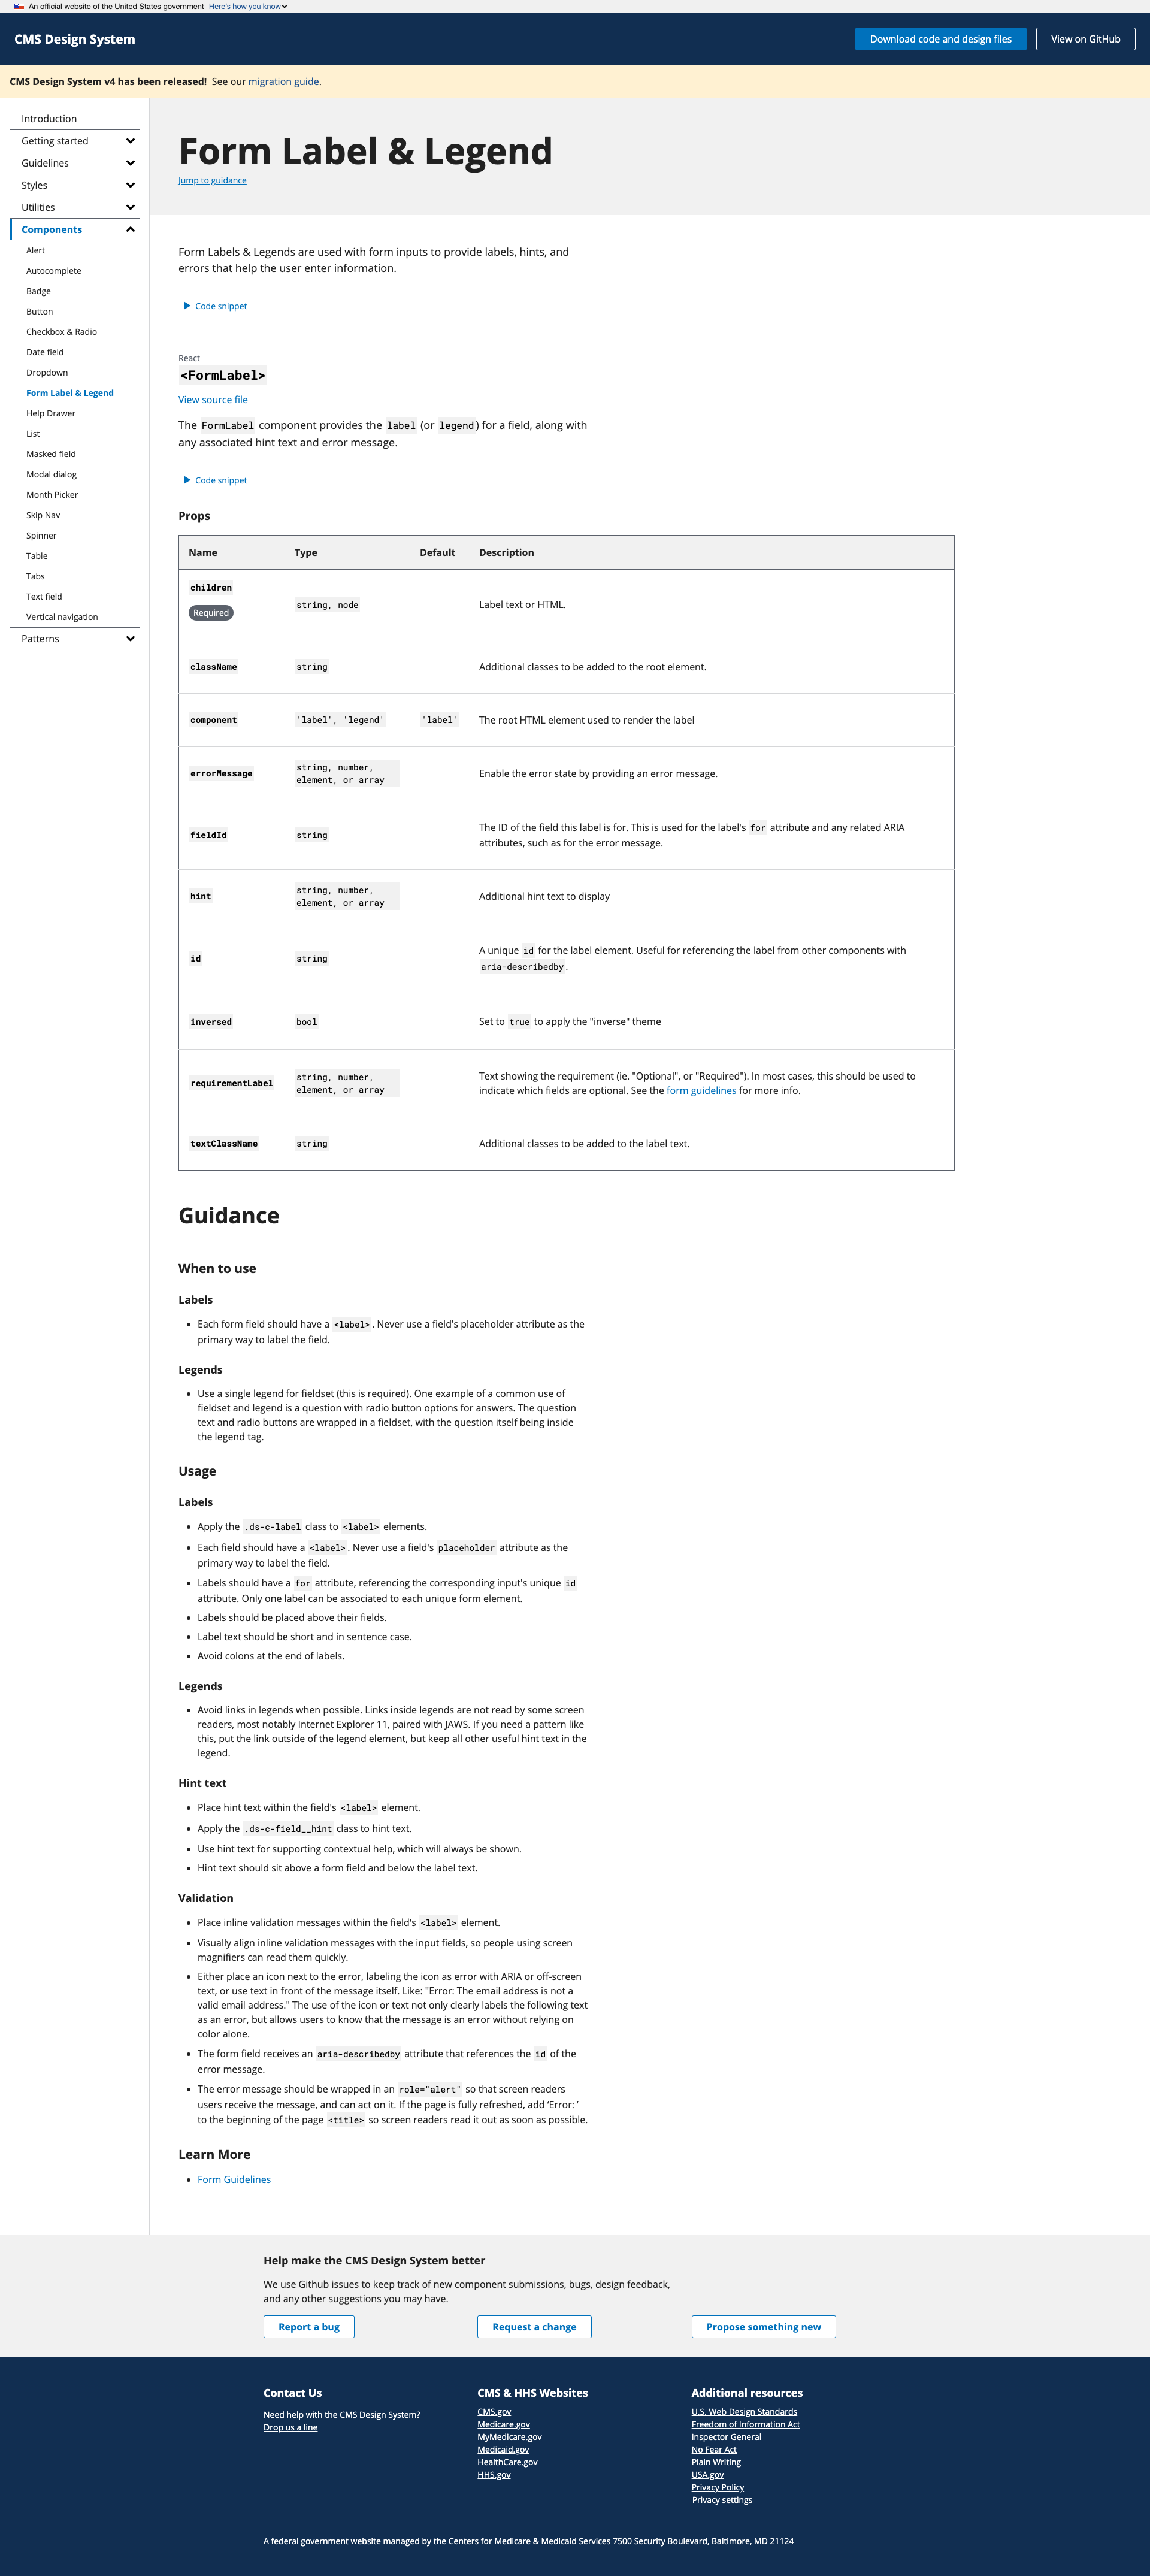 An official website of the United States government Here's how you know
CMS Design System
Download code and design files
View on GitHub
CMS Design System v4 has been released! See our migration guide.
Introduction
Getting started
Guidelines
Styles
Utilities
Components
Alert
Autocomplete
Badge
Button
Checkbox & Radio
Date field
Dropdown
Form Label & Legend
Help Drawer
List
Masked field
Modal dialog
Month Picker
Skip Nav
Spinner
Table
Tabs
Text field
Vertical navigation
Patterns
Form Label & Legend
Jump to guidance
Form Labels & Legends are used with form inputs to provide labels, hints, and
errors that help the user enter information.
Code snippet
React
<FormLabel>
View source file
The FormLabel component provides the label (or legend) for a field, along with
any associated hint text and error message.
Code snippet
Props
Name Type Default Description
children
Required
string, node
Label text or HTML.
className string Additional classes to be added to the root element.
component 'label', 'legend' 'label' The root HTML element used to render the label
errorMessage
string, number,
element, or array
Enable the error state by providing an error message.
fieldId
string
The ID of the field this label is for. This is used for the label's for attribute and any related ARIA
attributes, such as for the error message.
hint
string, number,
element, or array
Additional hint text to display
id
string
A unique id for the label element. Useful for referencing the label from other components with
aria-describedby.
inversed bool Set to true to apply the "inverse" theme
requirementLabel
string, number,
element, or array
Text showing the requirement (ie. "Optional", or "Required"). In most cases, this should be used to
indicate which fields are optional. See the form guidelines for more info.
textClassName string Additional classes to be added to the label text.
Guidance
When to use
Labels
Each form field should have a <label>. Never use a field's placeholder attribute as the
primary way to label the field.
Legends
Use a single legend for fieldset (this is required). One example of a common use of
fieldset and legend is a question with radio button options for answers. The question
text and radio buttons are wrapped in a fieldset, with the question itself being inside
the legend tag.
Usage
Labels
Apply the .ds-c-label class to <label> elements.
Each field should have a <label>. Never use a field's placeholder attribute as the
primary way to label the field.
Labels should have a for attribute, referencing the corresponding input's unique id
attribute. Only one label can be associated to each unique form element.
Labels should be placed above their fields.
Label text should be short and in sentence case.
Avoid colons at the end of labels.
Legends
Avoid links in legends when possible. Links inside legends are not read by some screen
readers, most notably Internet Explorer 11, paired with JAWS. If you need a pattern like
this, put the link outside of the legend element, but keep all other useful hint text in the
legend.
Hint text
Place hint text within the field's <label> element.
Apply the .ds-c-field__hint class to hint text.
Use hint text for supporting contextual help, which will always be shown.
Hint text should sit above a form field and below the label text.
Validation
Place inline validation messages within the field's <label> element.
Visually align inline validation messages with the input fields, so people using screen
magnifiers can read them quickly.
Either place an icon next to the error, labeling the icon as error with ARIA or off-screen
text, or use text in front of the message itself. Like: "Error: The email address is not a
valid email address." The use of the icon or text not only clearly labels the following text
as an error, but allows users to know that the message is an error without relying on
color alone.
The form field receives an aria-describedby attribute that references the id of the
error message.
The error message should be wrapped in an role="alert" so that screen readers
users receive the message, and can act on it. If the page is fully refreshed, add 'Error: '
to the beginning of the page <title> so screen readers read it out as soon as possible.
Learn More
Form Guidelines
Help make the CMS Design System better
We use Github issues to keep track of new component submissions, bugs, design feedback,
and any other suggestions you may have.
Report a bug
Request a change
Propose something new
Contact Us
Need help with the CMS Design System?
Drop us a line
CMS & HHS Websites
CMS.gov
Medicare.gov
MyMedicare.gov
Medicaid.gov
HealthCare.gov
HHS.gov
Additional resources
U.S. Web Design Standards
Freedom of Information Act
Inspector General
No Fear Act
Plain Writing
USA.gov
Privacy Policy
Privacy settings
A federal government website managed by the Centers for Medicare & Medicaid Services 7500 Security Boulevard, Baltimore, MD 21124